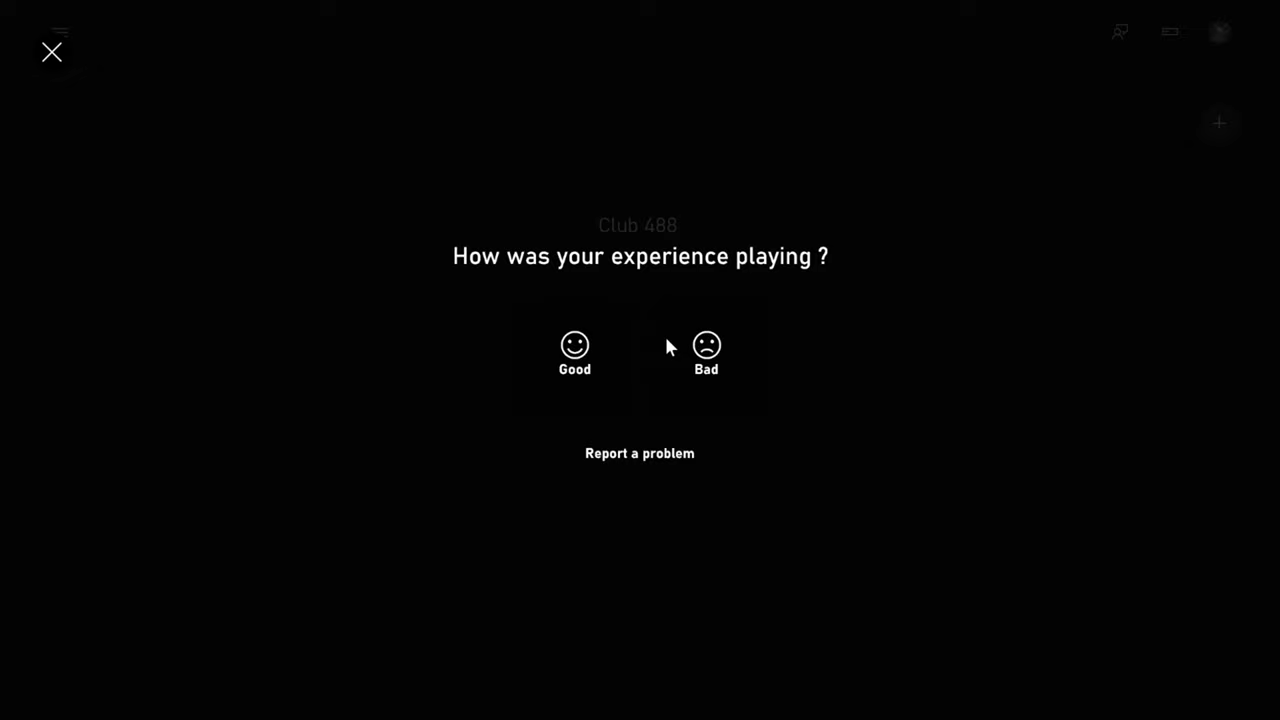 Club 488
How was your experience playing ?
Good
Bad
Report a problem